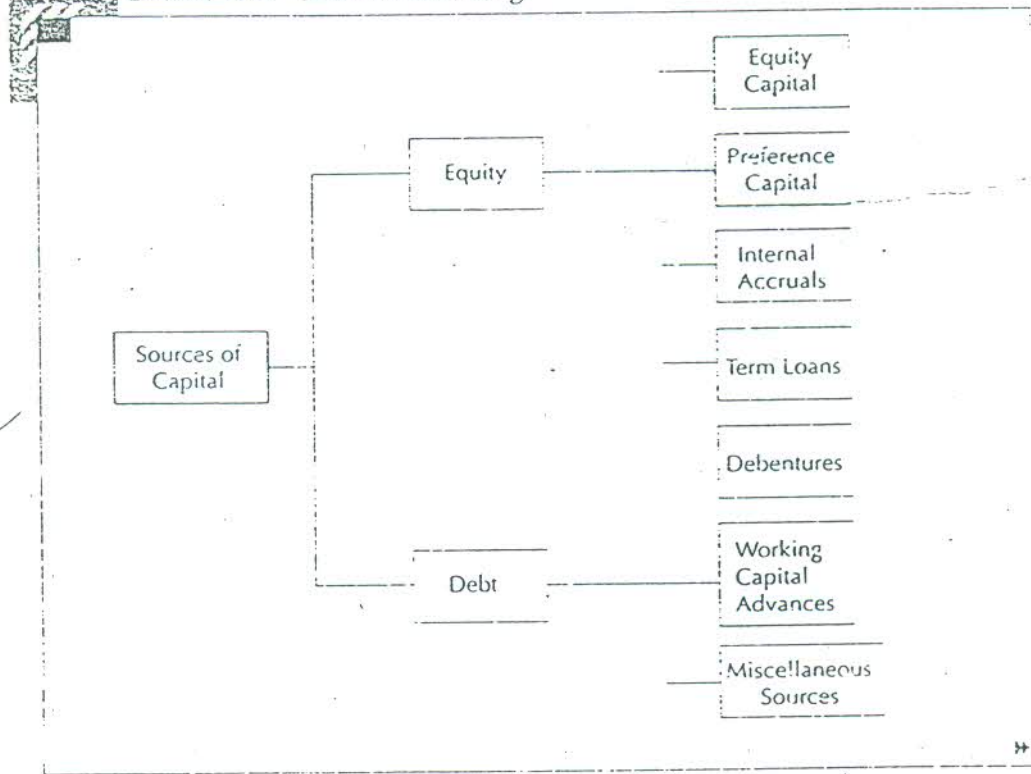 Equity
Capital
Equity
Preference
Capital
Internal
Accruals
Sources of
Capital
Term Loans
Debentures
Debt
Working
Capital
Advances
Miscellaneous
Sources